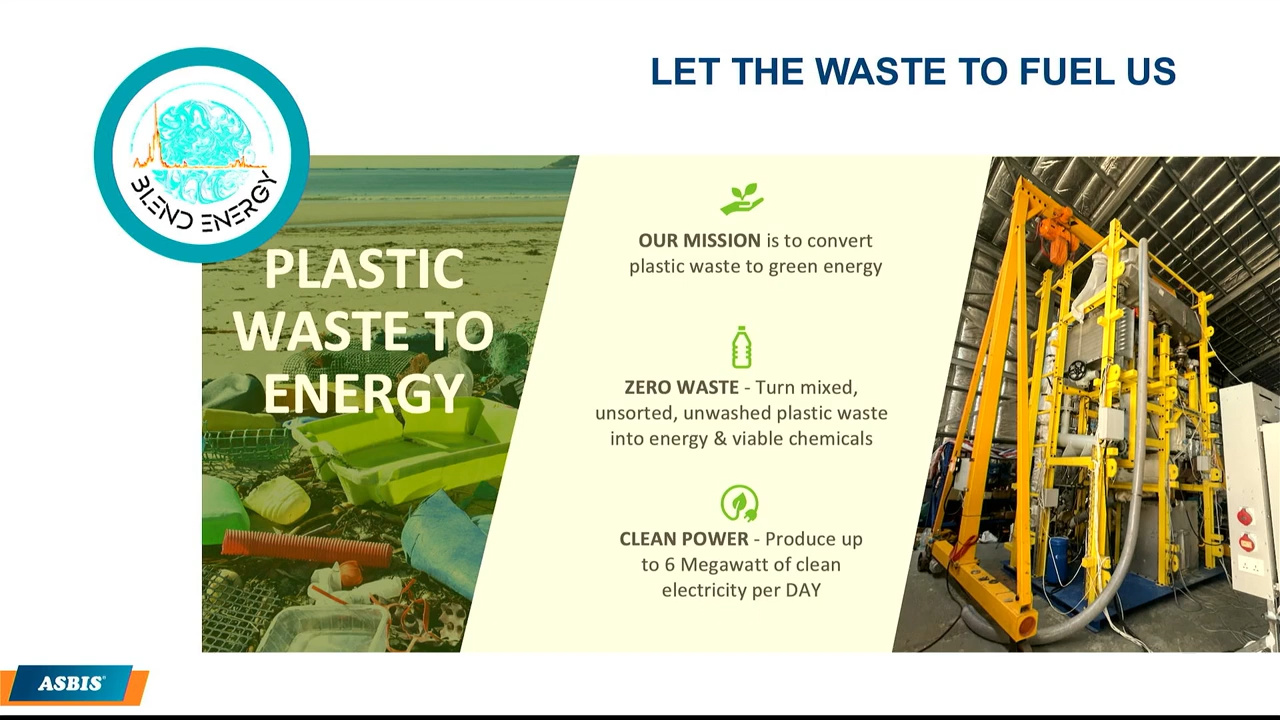 LET THE WASTE TO FUEL US
BLEND ENERGY
PLASTIC
WASTE TO
ENERGY
OUR MISSION is to convert
plastic waste to green energy
ZERO WASTE - Turn mixed,
unsorted, unwashed plastic waste
into energy & viable chemicals
CLEAN POWER - Produce up
to 6 Megawatt of clean
electricity per DAY
ASBIS®